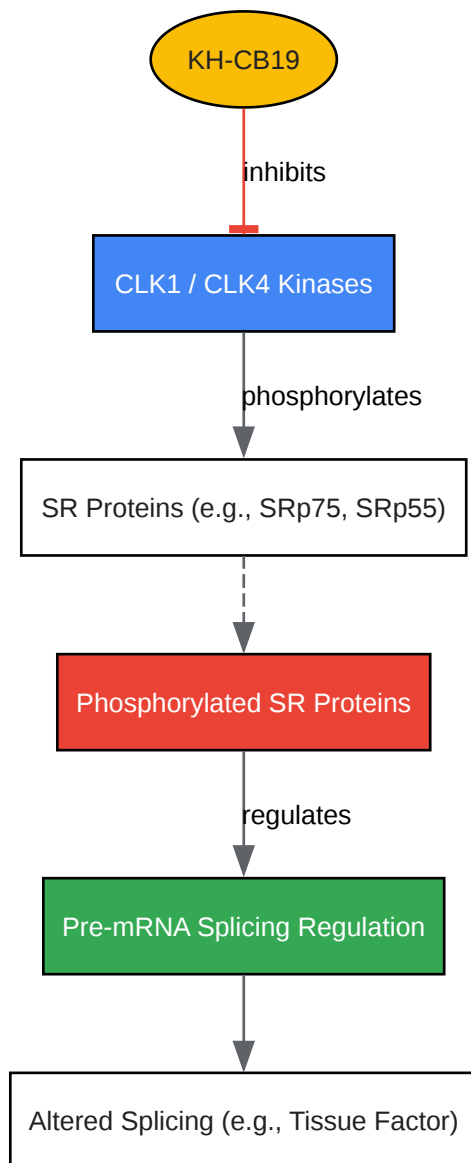 KH-CB19
inhibits
CLK1 / CLK4 Kinases
phosphorylates
SR Proteins (e.g., SRp75, SRp55)
Phosphorylated SR Proteins
regulates
Pre-mRNA Splicing Regulation
Altered Splicing (e.g., Tissue Factor)